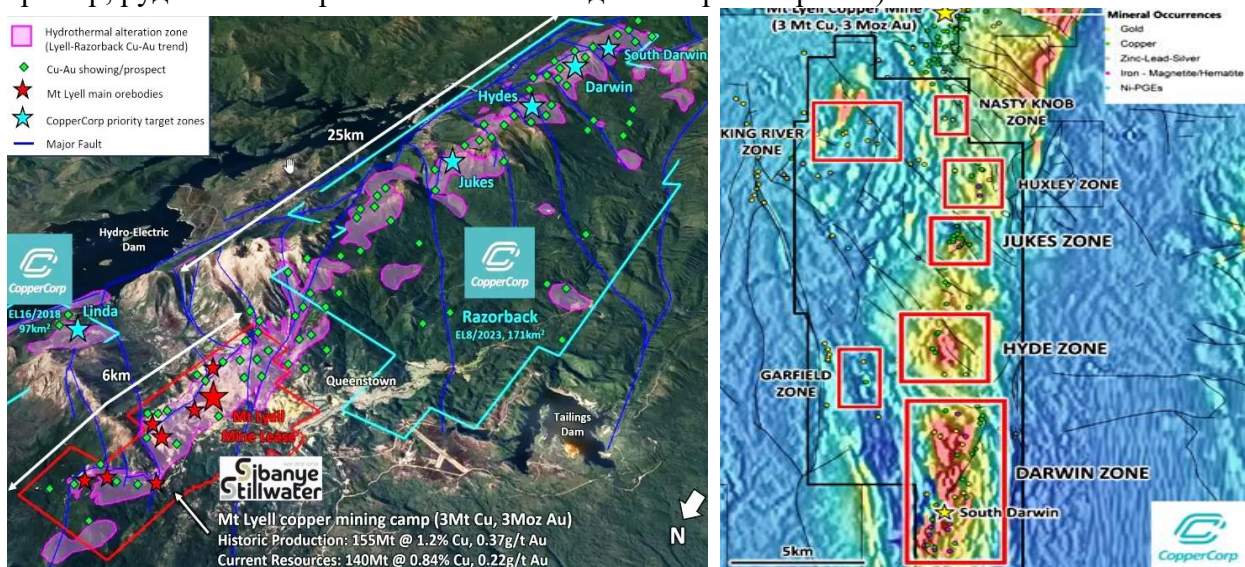 Hydrothermal alteration zone
(Lyell-Razorback Cu-Au trend)
Cu-Au showing/prospect
Mt Lyell main orebodies
CopperCorp priority target zones
Major Fault
South Darwin
Darwin
Hydes
Jukes
25km
Hydro-Electric
Dam
CopperCorp
CopperCorp
EL16/2018
97km²
Linda
Razorback
EL8/2023, 171km²
6km
Queenstown
Mt Lyell
Mine Lease
Tailings
Dam
Sibanye
Stillwater
Mt Lyell copper mining camp (3Mt Cu, 3Moz Au)
Historic Production: 155Mt @ 1.2% Cu, 0.37g/t Au
Current Resources: 140Mt @ 0.84% Cu, 0.22g/t Au
N
Mt Lyell Copper Mine
(3 Mt Cu, 3 Moz Au)
Mineral Occurrences
Gold
Copper
Zinc-Lead-Silver
Iron - Magnetite/Hematite
Ni-PGEs
NASTY KNOB
ZONE
KING RIVER
ZONE
HUXLEY ZONE
JUKES ZONE
HYDE ZONE
GARFIELD
ZONE
DARWIN ZONE
South Darwin
5km
CopperCorp